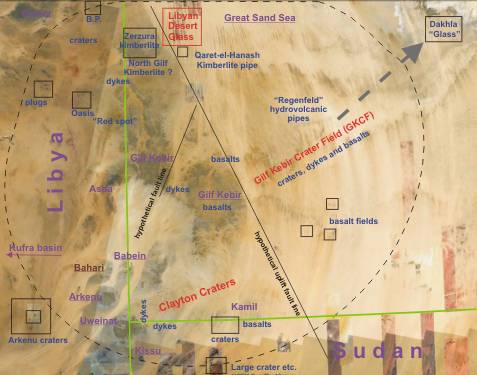 B.P.
Libyan
Desert
Glass
Great Sand Sea
Dakhla
“Glass”
craters
Zerzura
kimberlite
Qaret-el-Hanash
Kimberlite pipe
North Gilf
Kimberlite ?
dykes
plugs
Oasis
“Red spot”
“Regenfeld”
hydrovolcanic
pipes
Gilf Kebir Crater Field (GKCF)
craters, dykes and basalts
Libya
Gilf Kebir
basalts
dykes
Gilf Kebir
basalts
hypothetical fault line
basalt fields
Kufra basin
Babein
Bahari
hypothetical uplift fault line
Arkenu
Clayton Craters
Kamil
dykes
Uweinat
dykes
basalts
Arkenu craters
craters
Kissu
Sudan
Large crater etc.